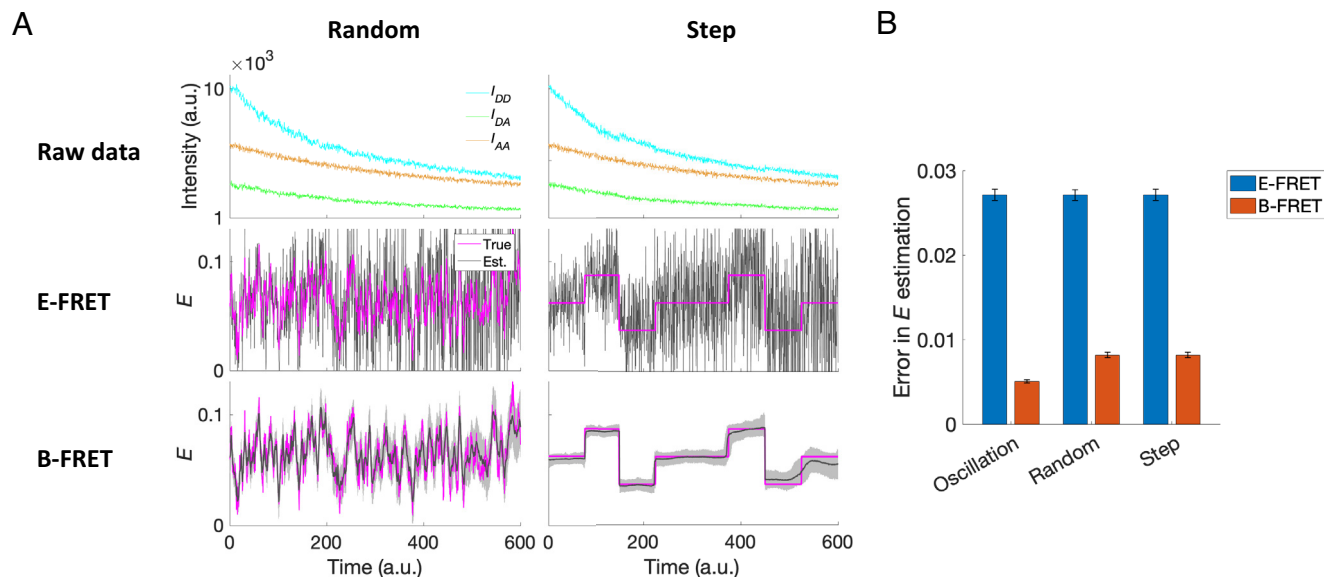 A
B
Random
Step
×10³
10
1
Intensity (a.u.)
I_DD
I_DA
I_AA
Raw data
E-FRET
0.1
0
E
True
Est.
B-FRET
0.1
0
E
0
200
400
600
0
200
400
600
Time (a.u.)
Time (a.u.)
0.03
0.02
0.01
0
Error in E estimation
E-FRET
B-FRET
Oscillation
Random
Step